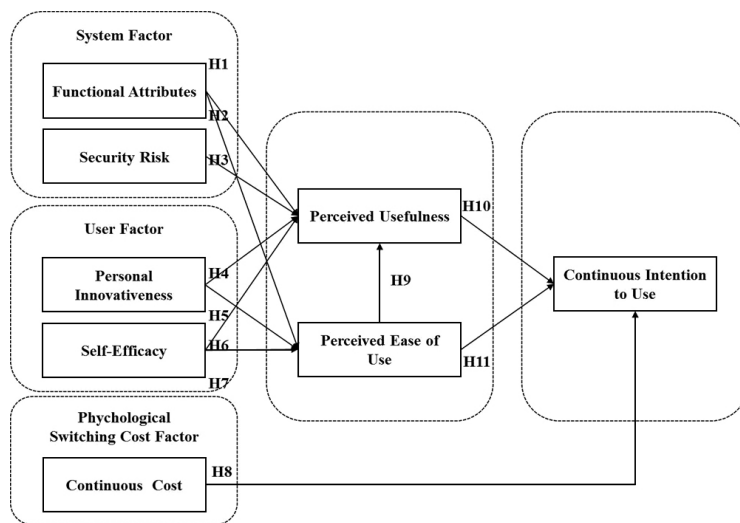 System Factor
H1
Functional Attributes
H2
Security Risk
H3
User Factor
Personal
Innovativeness
H4
H5
Self-Efficacy
H6
H7
Phychological
Switching Cost Factor
Continuous Cost
H8
Perceived Usefulness
H10
H9
Perceived Ease of
Use
H11
Continuous Intention
to Use